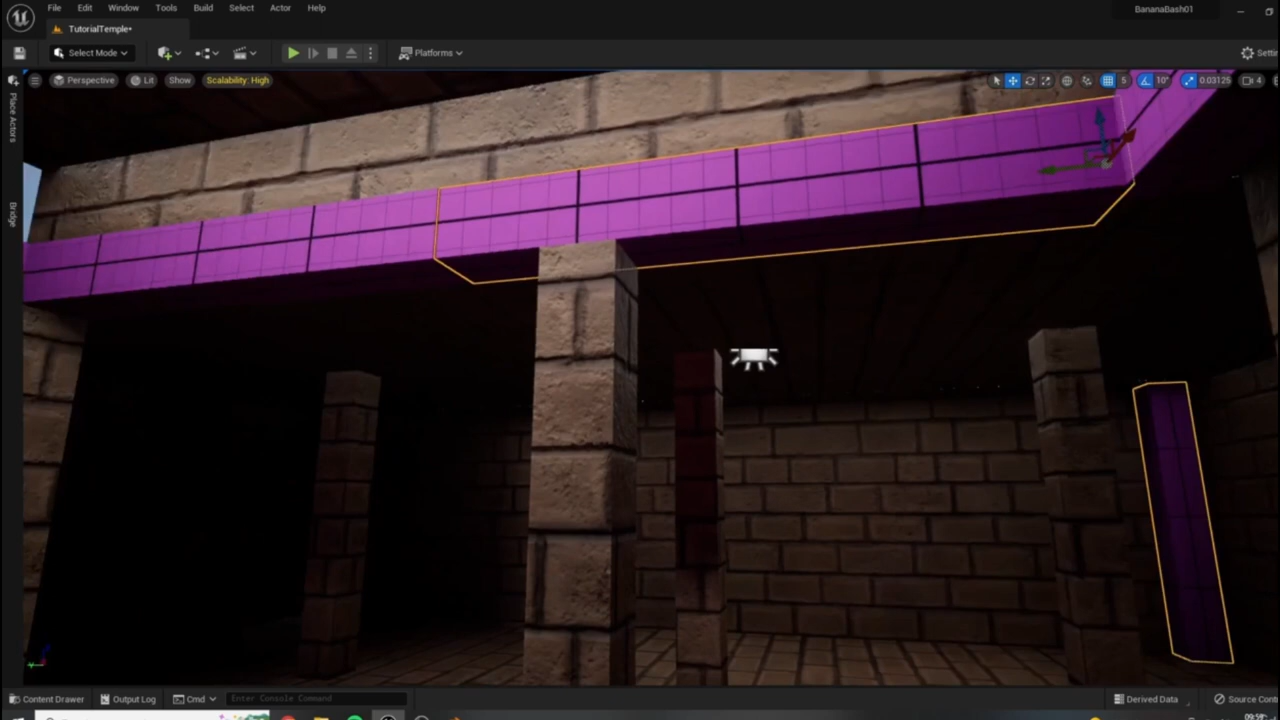 File Edit Window Tools Build Select Actor Help
BananaBash01
TutorialTemple•
Select Mode
Platforms
Perspective Lit Show Scalability: High
5 10° 0.03125 4
Place Actors
Bridge
Content Drawer Output Log Cmd Enter Console Command
Derived Data